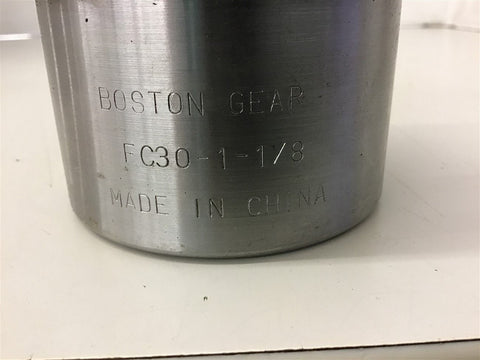 BOSTON GEAR
FC30-1-1/8
MADE IN CHINA